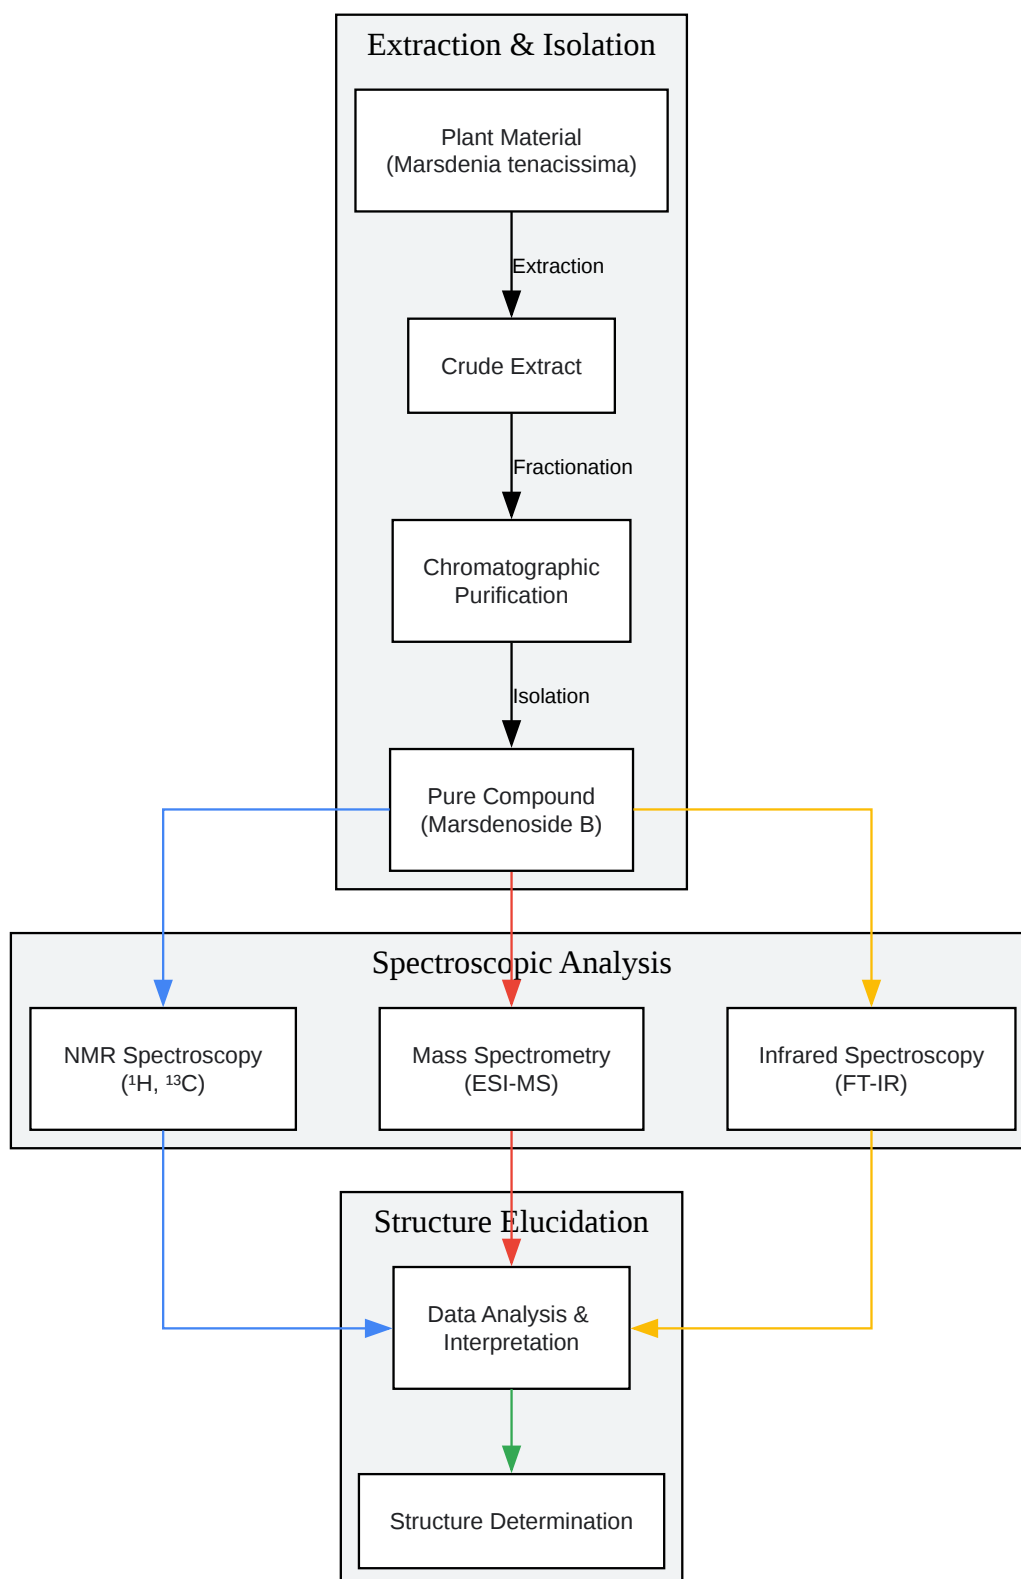 Extraction & Isolation
Plant Material
(Marsdenia tenacissima)
Extraction
Crude Extract
Fractionation
Chromatographic
Purification
Isolation
Pure Compound
(Marsdenoside B)
Spectroscopic Analysis
NMR Spectroscopy
(¹H, ¹³C)
Mass Spectrometry
(ESI-MS)
Infrared Spectroscopy
(FT-IR)
Structure Elucidation
Data Analysis &
Interpretation
Structure Determination